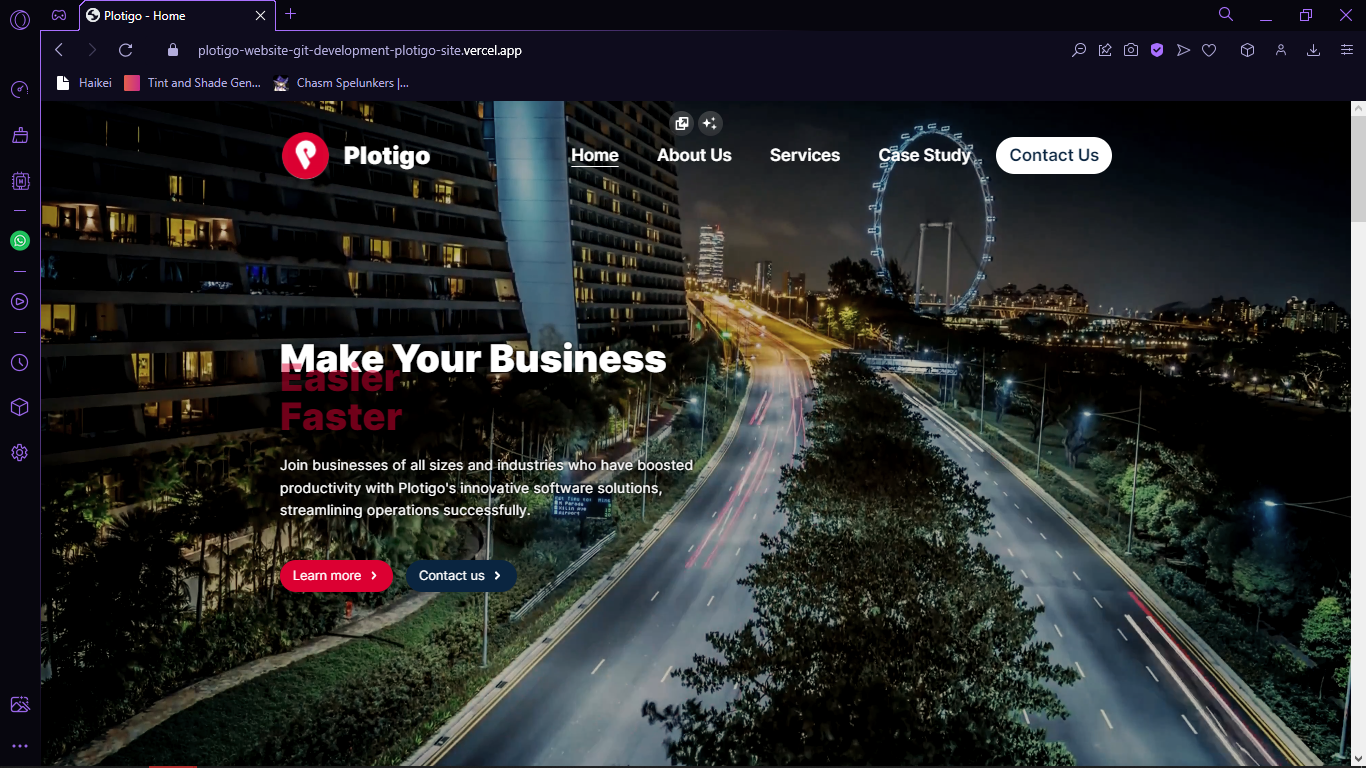 Plotigo - Home
plotigo-website-git-development-plotigo-site.vercel.app
Haikei
Tint and Shade Gen...
Chasm Spelunkers |...
Plotigo
Home
About Us
Services
Case Study
Contact Us
Make Your Business
Easier
Faster
Join businesses of all sizes and industries who have boosted
productivity with Plotigo's innovative software solutions,
streamlining operations successfully.
Learn more
Contact us